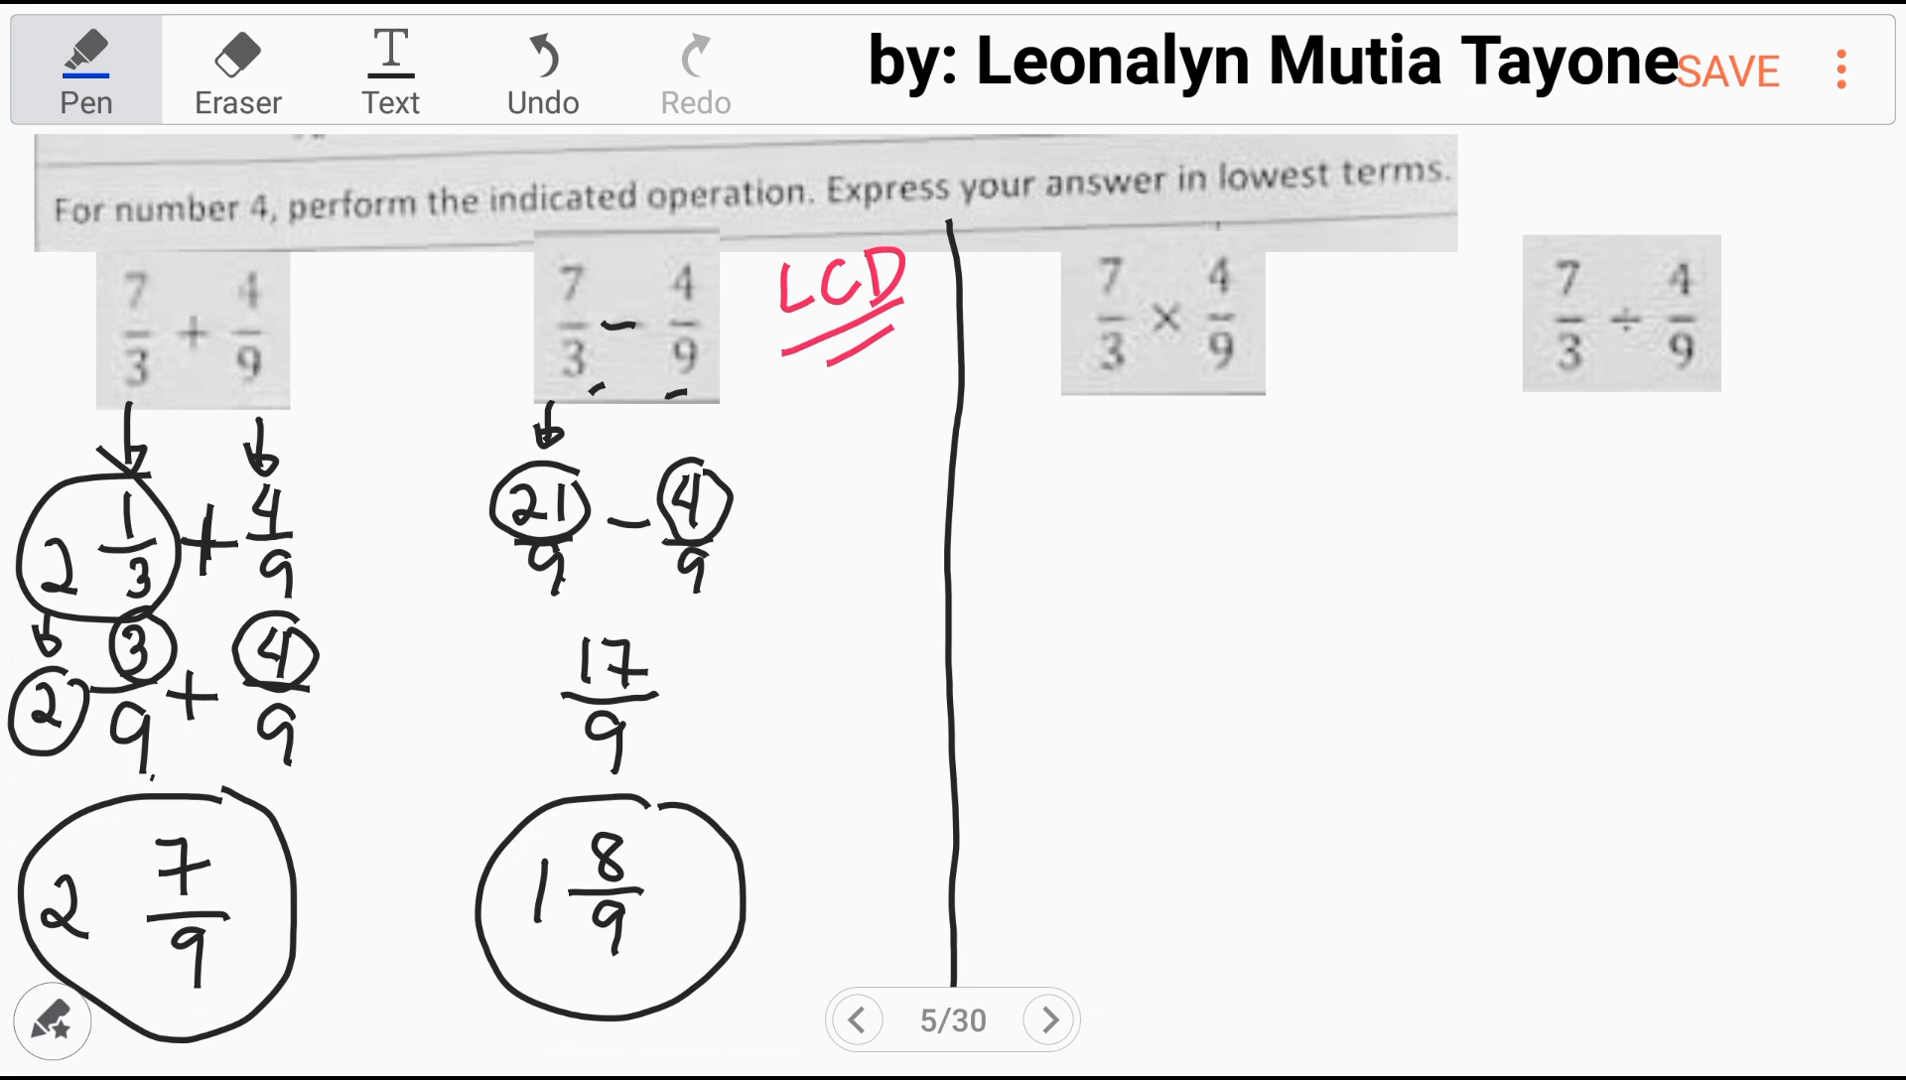 Pen Eraser Text Undo Redo by: Leonalyn Mutia Tayone SAVE
For number 4, perform the indicated operation. Express your answer in lowest terms.
7/3 + 4/9
2 1/3 + 4/9
2 3/9 + 4/9
2 7/9
7/3 - 4/9
LCD
21/9 - 4/9
17/9
1 8/9
7/3 × 4/9
7/3 ÷ 4/9
5/30